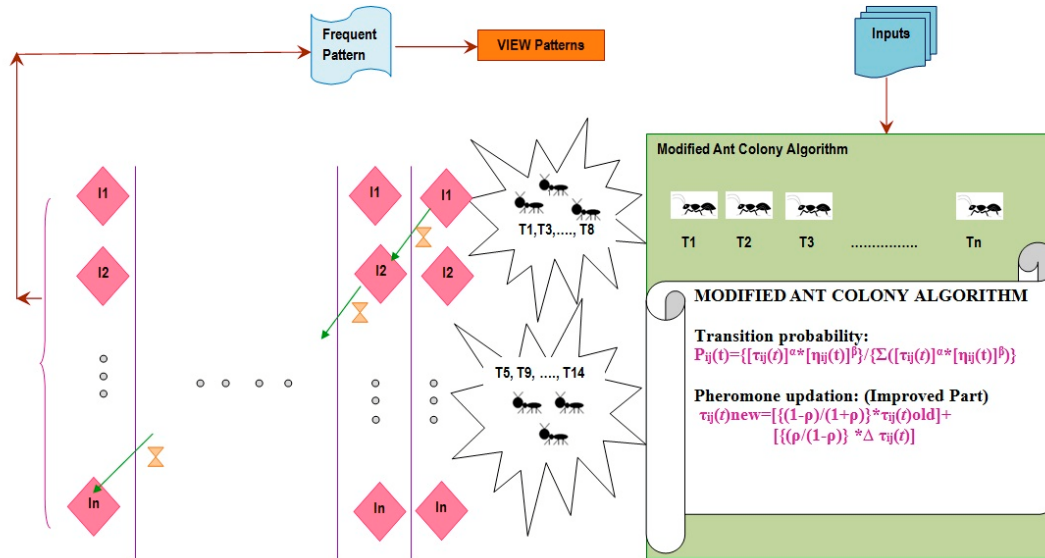 Frequent
Pattern
VIEW Patterns
Inputs
Modified Ant Colony Algorithm
I1
I1
I1
T1,T3,...., T8
T1
T2
T3
................
Tn
I2
I2
I2
MODIFIED ANT COLONY ALGORITHM
Transition probability:
Pij(t)={[τij(t)]α*[ηij(t)]β}/{Σ([τij(t)]α*[ηij(t)]β)}
T5, T9, ...., T14
Pheromone updation: (Improved Part)
τij(t)new=[{(1-ρ)/(1+ρ)}*τij(t)old]+
[{(ρ/(1-ρ)} *Δ τij(t)]
In
In
In